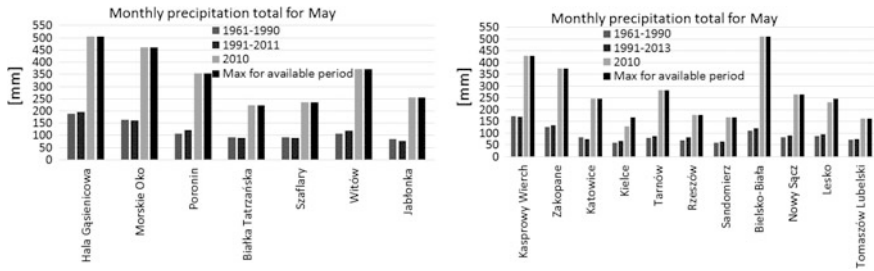 Monthly precipitation total for May
550
500
450
400
350
300
250
200
150
100
50
0
[mm]
1961-1990
1991-2011
2010
Max for available period
Hala Gąsienicowa
Morskie Oko
Poronin
Białka Tatrzańska
Szaflary
Witów
Jabłonka
Monthly precipitation total for May
550
500
450
400
350
300
250
200
150
100
50
0
[mm]
1961-1990
1991-2013
2010
Max for available period
Kasprowy Wierch
Zakopane
Katowice
Kielce
Tarnów
Rzeszów
Sandomierz
Bielsko-Biała
Nowy Sącz
Lesko
Tomaszów Lubelski